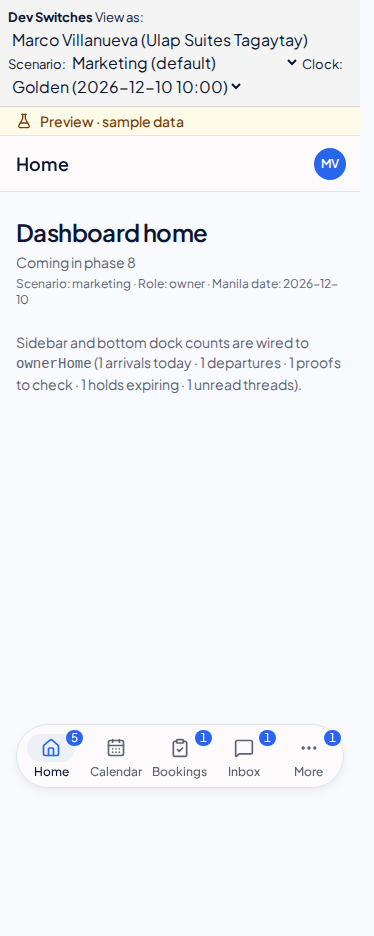 Dev Switches View as:
Marco Villanueva (Ulap Suites Tagaytay)
Scenario: Marketing (default) Clock:
Golden (2026-12-10 10:00)
Preview · sample data
Home MV
Dashboard home
Coming in phase 8
Scenario: marketing · Role: owner · Manila date: 2026-12-
10
Sidebar and bottom dock counts are wired to
ownerHome (1 arrivals today · 1 departures · 1 proofs
to check · 1 holds expiring · 1 unread threads).
5 1 1 1
Home Calendar Bookings Inbox More